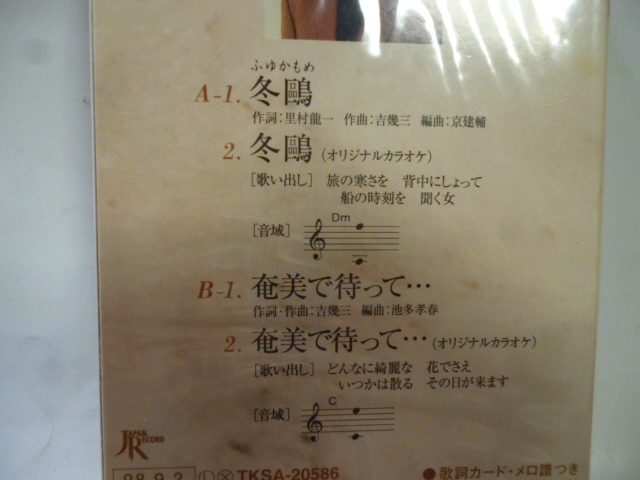 ふゆかもめ
A-1. 冬鷗
作詞:里村龍一 作曲:吉幾三 編曲:京建輔
2. 冬鷗(オリジナルカラオケ)
[歌い出し] 旅の寒さを 背中にしょって
船の時刻を 聞く女
Dm
[音域]
B-1. 奄美で待って…
作詞・作曲:吉幾三 編曲:池多孝春
2. 奄美で待って…(オリジナルカラオケ)
[歌い出し] どんなに綺麗な 花でさえ
いつかは散る その日が来ます
C
[音域]
JAPAN RECORD
98.9.2 Ⓛ Ⓧ TKSA-20586
●歌詞カード・メロ譜つき